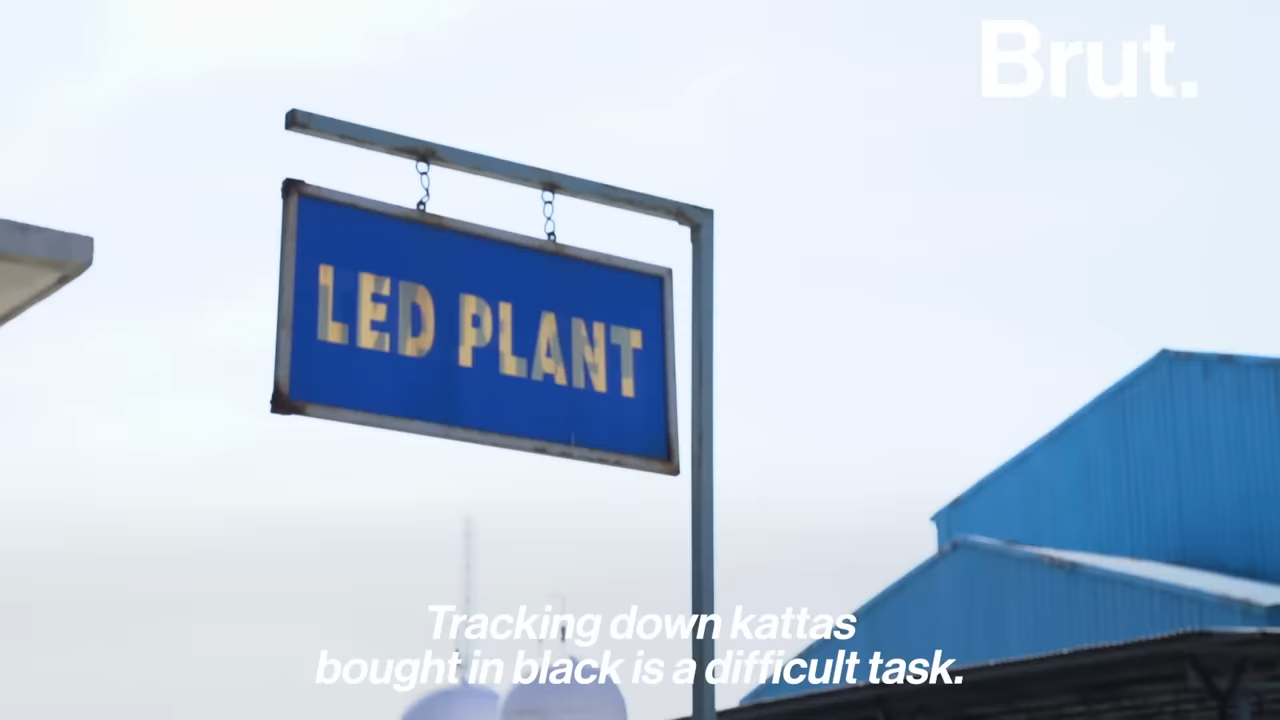 Brut.
LED PLANT
Tracking down kattas
bought in black is a difficult task.